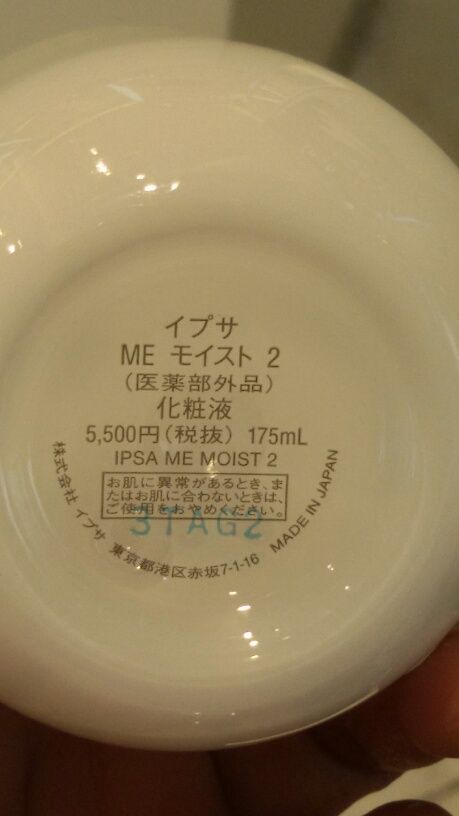 イプサ
ME モイスト 2
(医薬部外品)
化粧液
5,500円(税抜) 175mL
IPSA ME MOIST 2
お肌に異常があるとき、ま
たはお肌に合わないときは、
ご使用をおやめください。
3TAG2
株式会社 イプサ 東京都港区赤坂7-1-16 MADE IN JAPAN